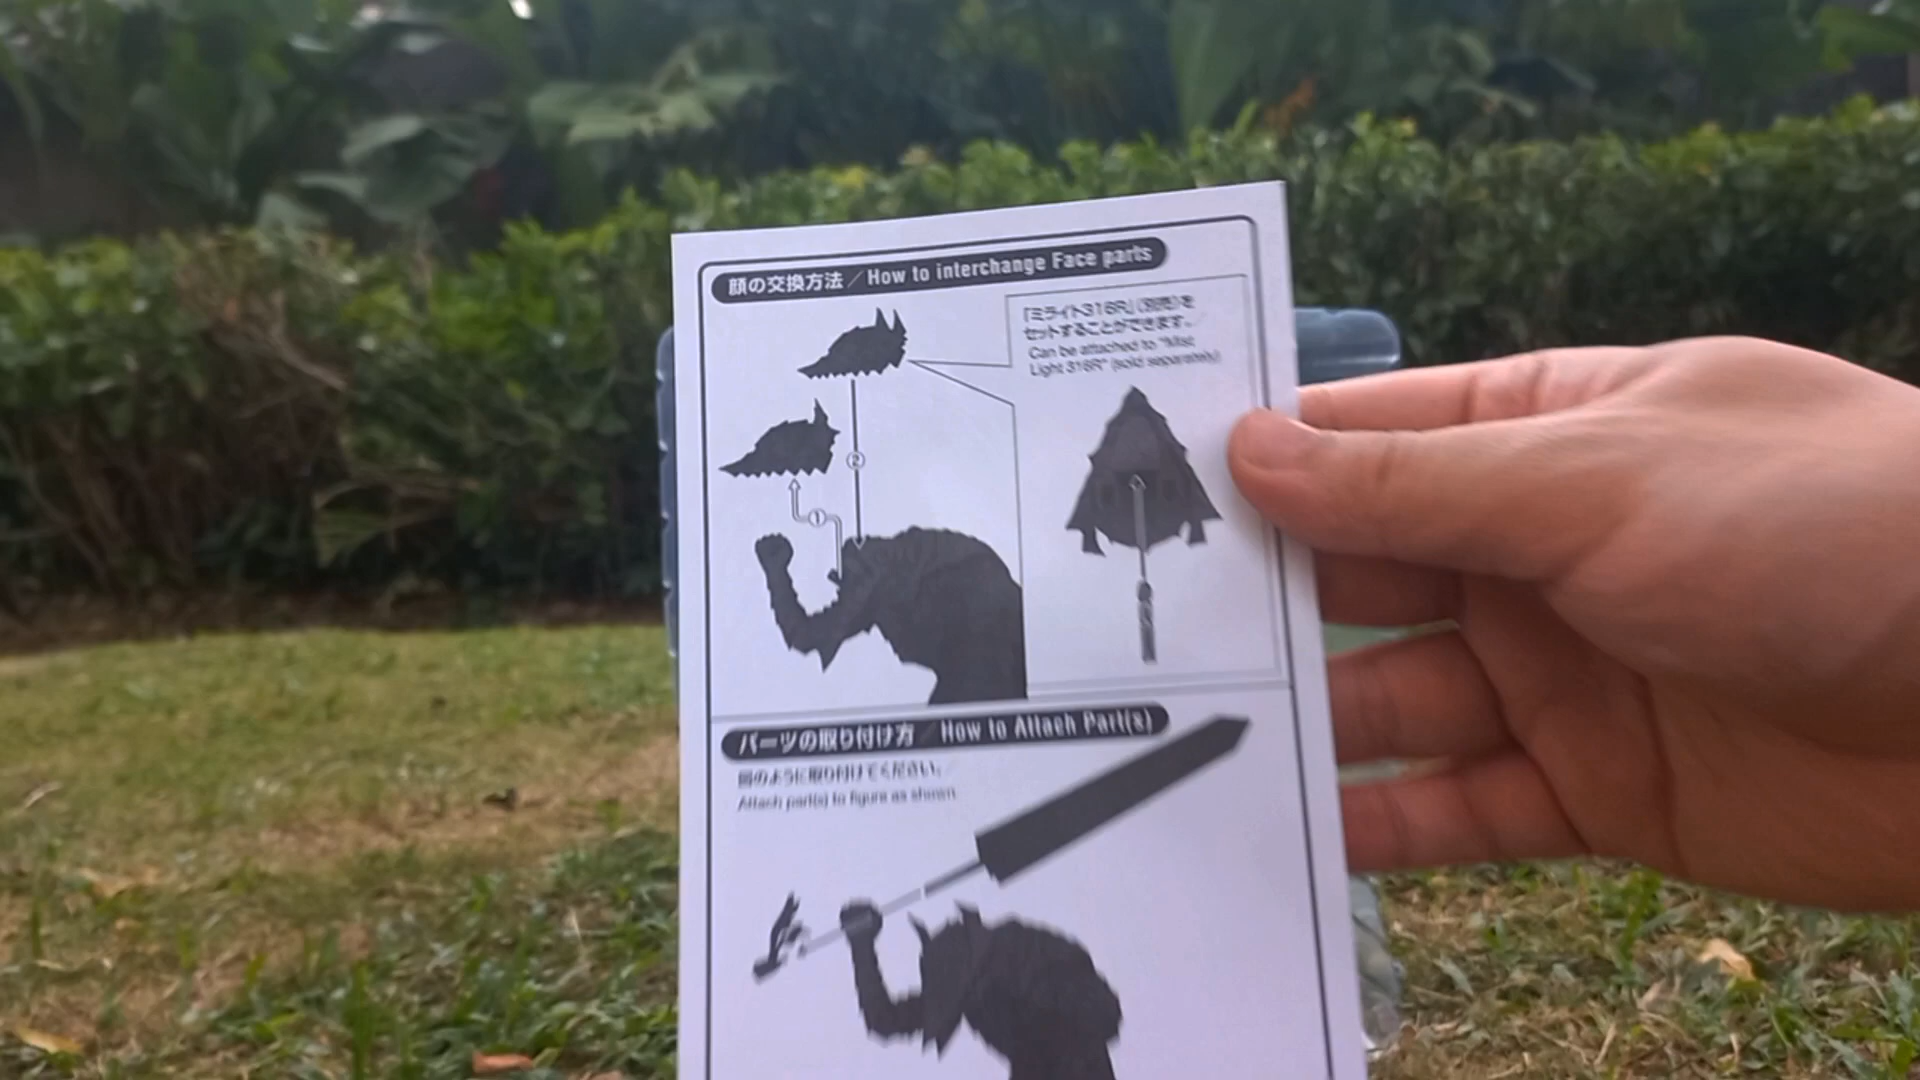 顔の交換方法／How to interchange Face parts
「ミライト316R」(別売)を
セットすることができます。
Can be attached to "Mist
Light 316R" (sold separately)
②
①
パーツの取り付け方／How to Attach Part(s)
図のように取り付けてください。
Attach part(s) to figure as shown.